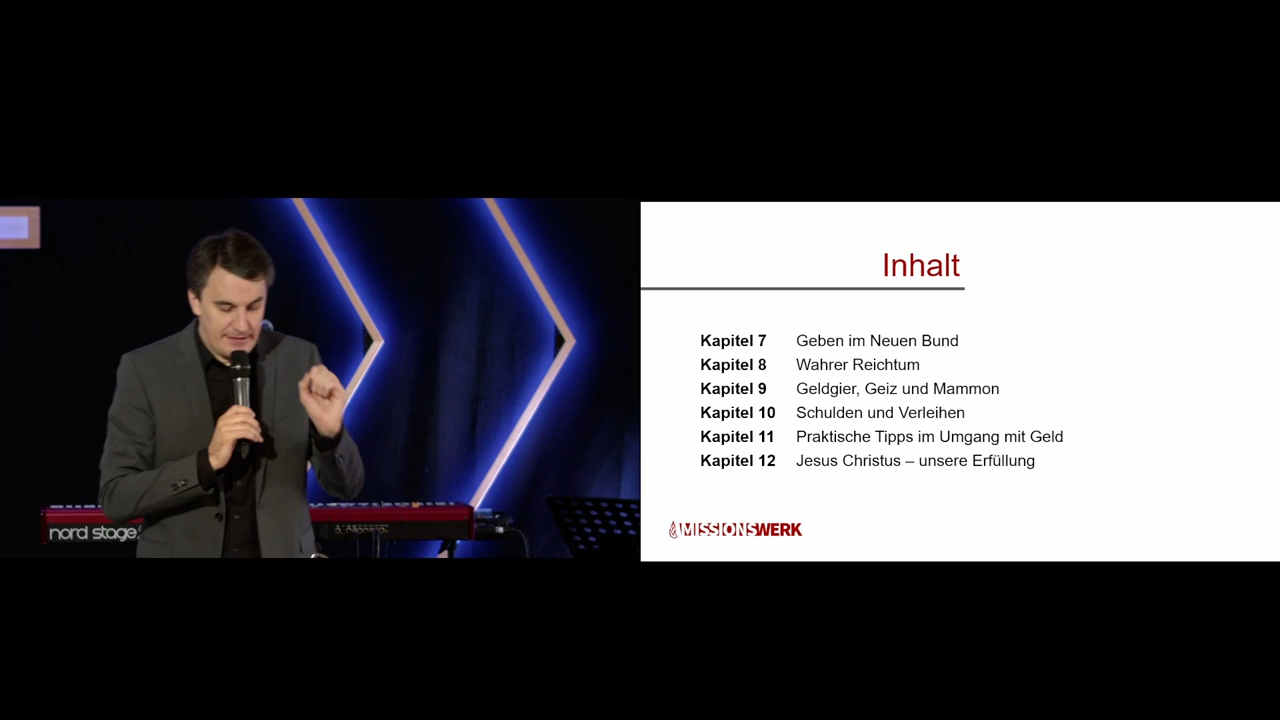 nord stage
Inhalt
Kapitel 7 Geben im Neuen Bund
Kapitel 8 Wahrer Reichtum
Kapitel 9 Geldgier, Geiz und Mammon
Kapitel 10 Schulden und Verleihen
Kapitel 11 Praktische Tipps im Umgang mit Geld
Kapitel 12 Jesus Christus – unsere Erfüllung
MISSIONSWERK